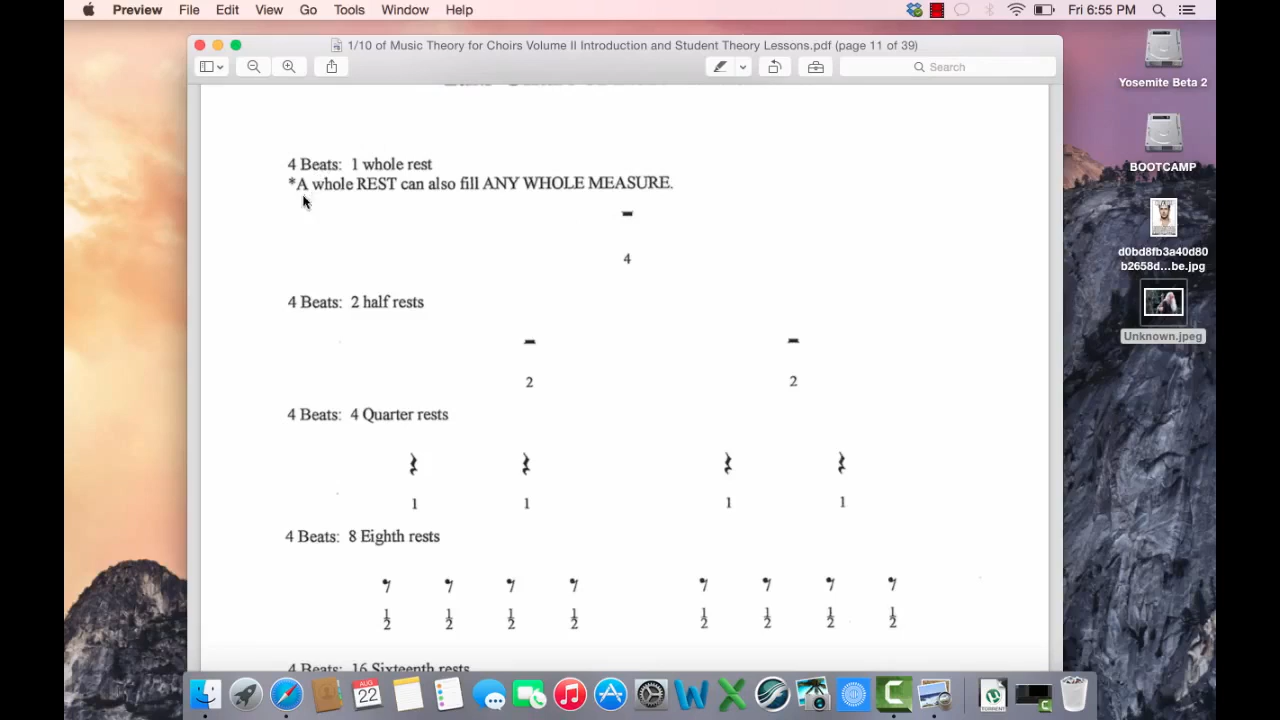 Preview File Edit View Go Tools Window Help Fri 6:55 PM
1/10 of Music Theory for Choirs Volume II Introduction and Student Theory Lessons.pdf (page 11 of 39)
Search
4 Beats: 1 whole rest
*A whole REST can also fill ANY WHOLE MEASURE.
4
4 Beats: 2 half rests
2 2
4 Beats: 4 Quarter rests
1 1 1 1
4 Beats: 8 Eighth rests
1/2 1/2 1/2 1/2 1/2 1/2 1/2 1/2
4 Beats: 16 Sixteenth rests
Yosemite Beta 2
BOOTCAMP
d0bd8fb3a40d80
b2658d...be.jpg
Unknown.jpeg
AUG
22
TORRENT